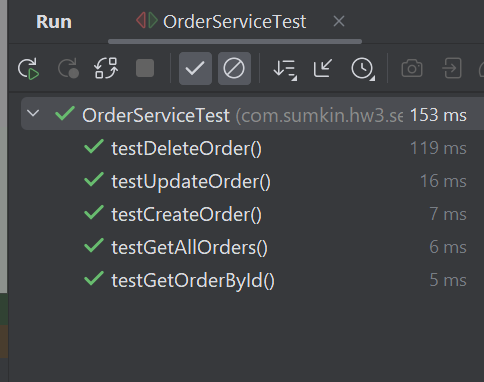 Run OrderServiceTest
OrderServiceTest (com.sumkin.hw3.se 153 ms
testDeleteOrder() 119 ms
testUpdateOrder() 16 ms
testCreateOrder() 7 ms
testGetAllOrders() 6 ms
testGetOrderById() 5 ms